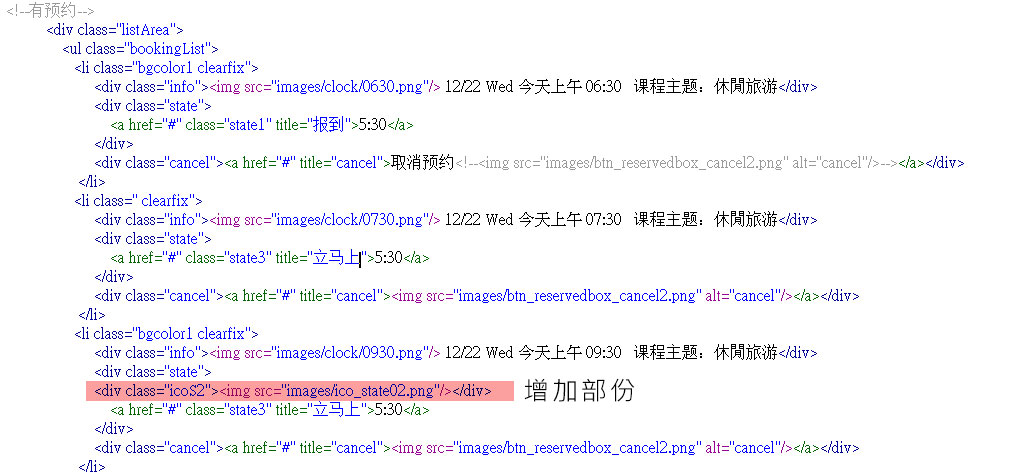 <!--有预约-->
<div class="listArea">
<ul class="bookingList">
<li class="bgcolor1 clearfix">
<div class="info"><img src="images/clock/0630.png"/> 12/22 Wed 今天上午 06:30   课程主题：休閒旅游</div>
<div class="state">
<a href="#" class="state1" title="报到">5:30</a>
</div>
<div class="cancel"><a href="#" title="cancel">取消预约<!--<img src="images/btn_reservedbox_cancel2.png" alt="cancel"/>--></a></div>
</li>
<li class=" clearfix">
<div class="info"><img src="images/clock/0730.png"/> 12/22 Wed 今天上午 07:30   课程主题：休閒旅游</div>
<div class="state">
<a href="#" class="state3" title="立马上">5:30</a>
</div>
<div class="cancel"><a href="#" title="cancel"><img src="images/btn_reservedbox_cancel2.png" alt="cancel"/></a></div>
</li>
<li class="bgcolor1 clearfix">
<div class="info"><img src="images/clock/0930.png"/> 12/22 Wed 今天上午 09:30   课程主题：休閒旅游</div>
<div class="state">
<div class="icoS2"><img src="images/ico_state02.png"/></div> 增加部份
<a href="#" class="state3" title="立马上">5:30</a>
</div>
<div class="cancel"><a href="#" title="cancel"><img src="images/btn_reservedbox_cancel2.png" alt="cancel"/></a></div>
</li>